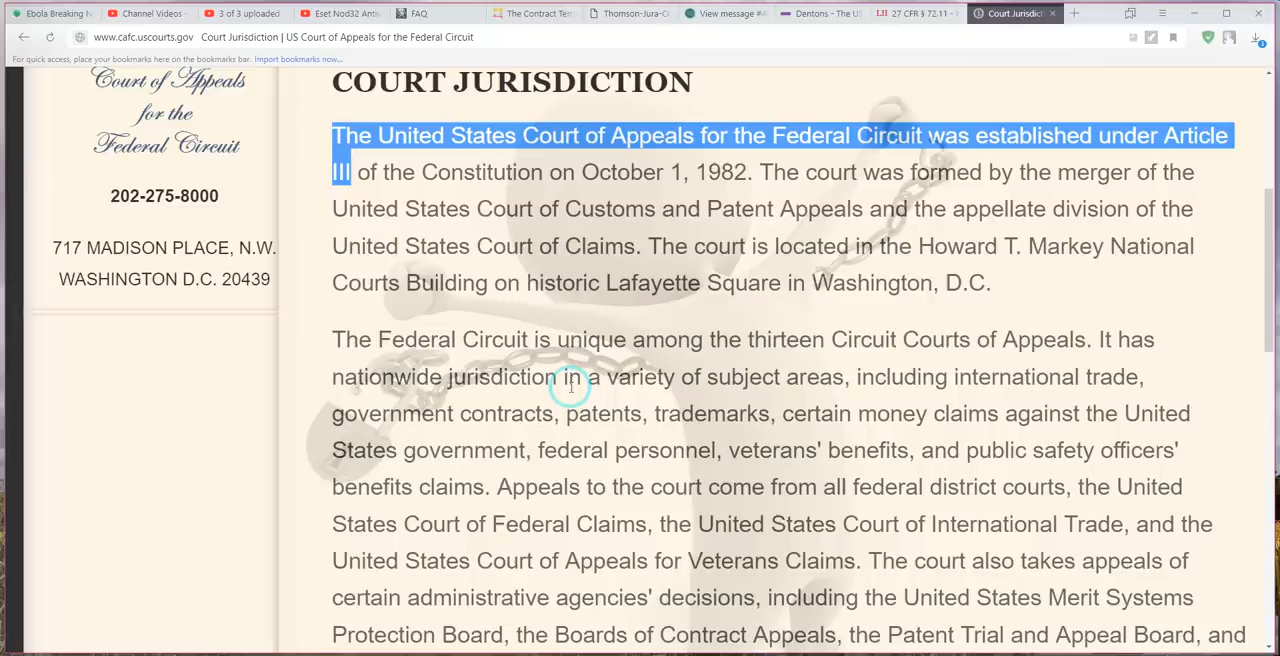 Ebola Breaking N
Channel Videos -
3 of 3 uploaded
Eset Nod32 Anti
FAQ
The Contract Ter
Thomson-Jura-C
View message #
Dentons - The U
27 CFR § 72.11 -
Court Jurisdicti
www.cafc.uscourts.gov Court Jurisdiction | US Court of Appeals for the Federal Circuit
For quick access, place your bookmarks here on the bookmarks bar. Import bookmarks now...
Court of Appeals
for the
Federal Circuit
202-275-8000
717 MADISON PLACE, N.W.
WASHINGTON D.C. 20439
COURT JURISDICTION
The United States Court of Appeals for the Federal Circuit was established under Article
III of the Constitution on October 1, 1982. The court was formed by the merger of the
United States Court of Customs and Patent Appeals and the appellate division of the
United States Court of Claims. The court is located in the Howard T. Markey National
Courts Building on historic Lafayette Square in Washington, D.C.
The Federal Circuit is unique among the thirteen Circuit Courts of Appeals. It has
nationwide jurisdiction in a variety of subject areas, including international trade,
government contracts, patents, trademarks, certain money claims against the United
States government, federal personnel, veterans' benefits, and public safety officers'
benefits claims. Appeals to the court come from all federal district courts, the United
States Court of Federal Claims, the United States Court of International Trade, and the
United States Court of Appeals for Veterans Claims. The court also takes appeals of
certain administrative agencies' decisions, including the United States Merit Systems
Protection Board, the Boards of Contract Appeals, the Patent Trial and Appeal Board, and